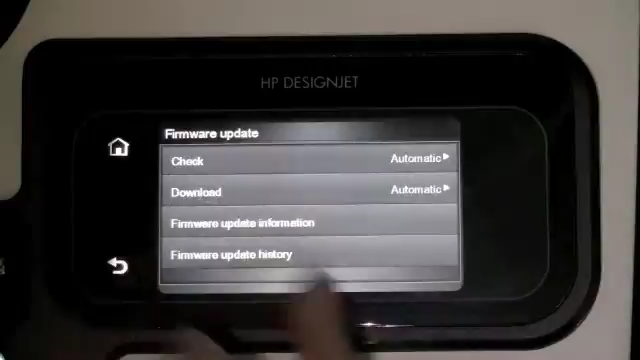 HP DESIGNJET
Firmware update
Check Automatic
Download Automatic
Firmware update information
Firmware update history